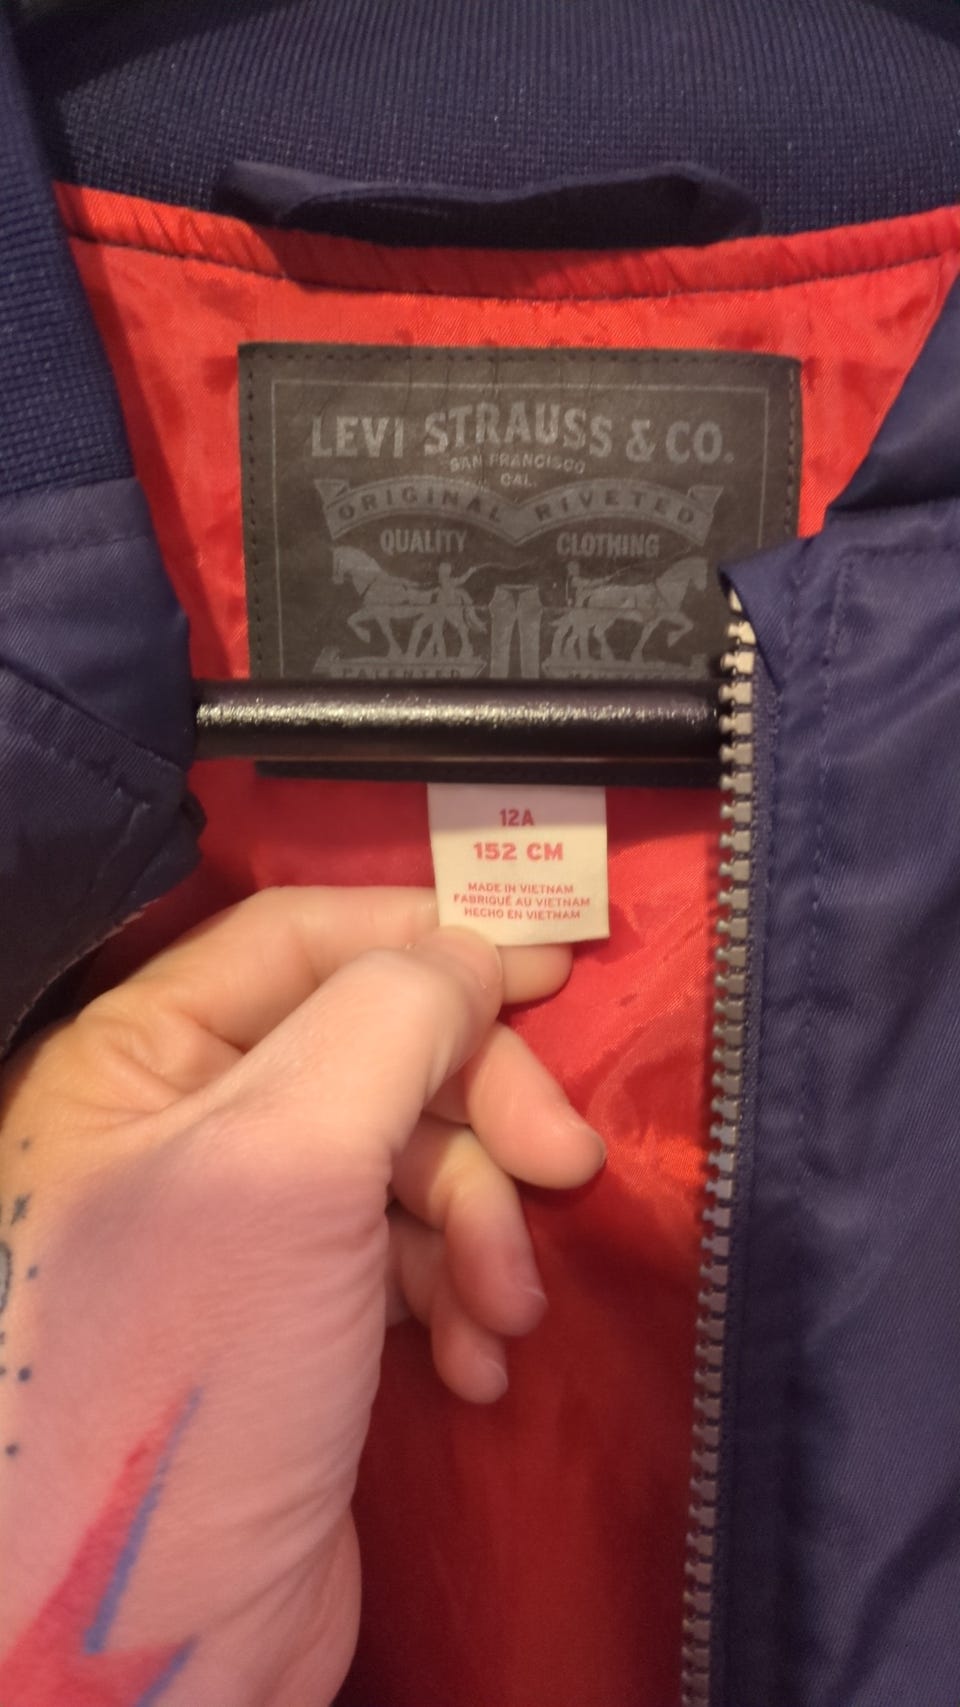 LEVI STRAUSS & CO.
SAN FRANCISCO
CAL.
ORIGINAL RIVETED
QUALITY CLOTHING
PATENTED
12A
152 CM
MADE IN VIETNAM
FABRIQUÉ AU VIETNAM
HECHO EN VIETNAM